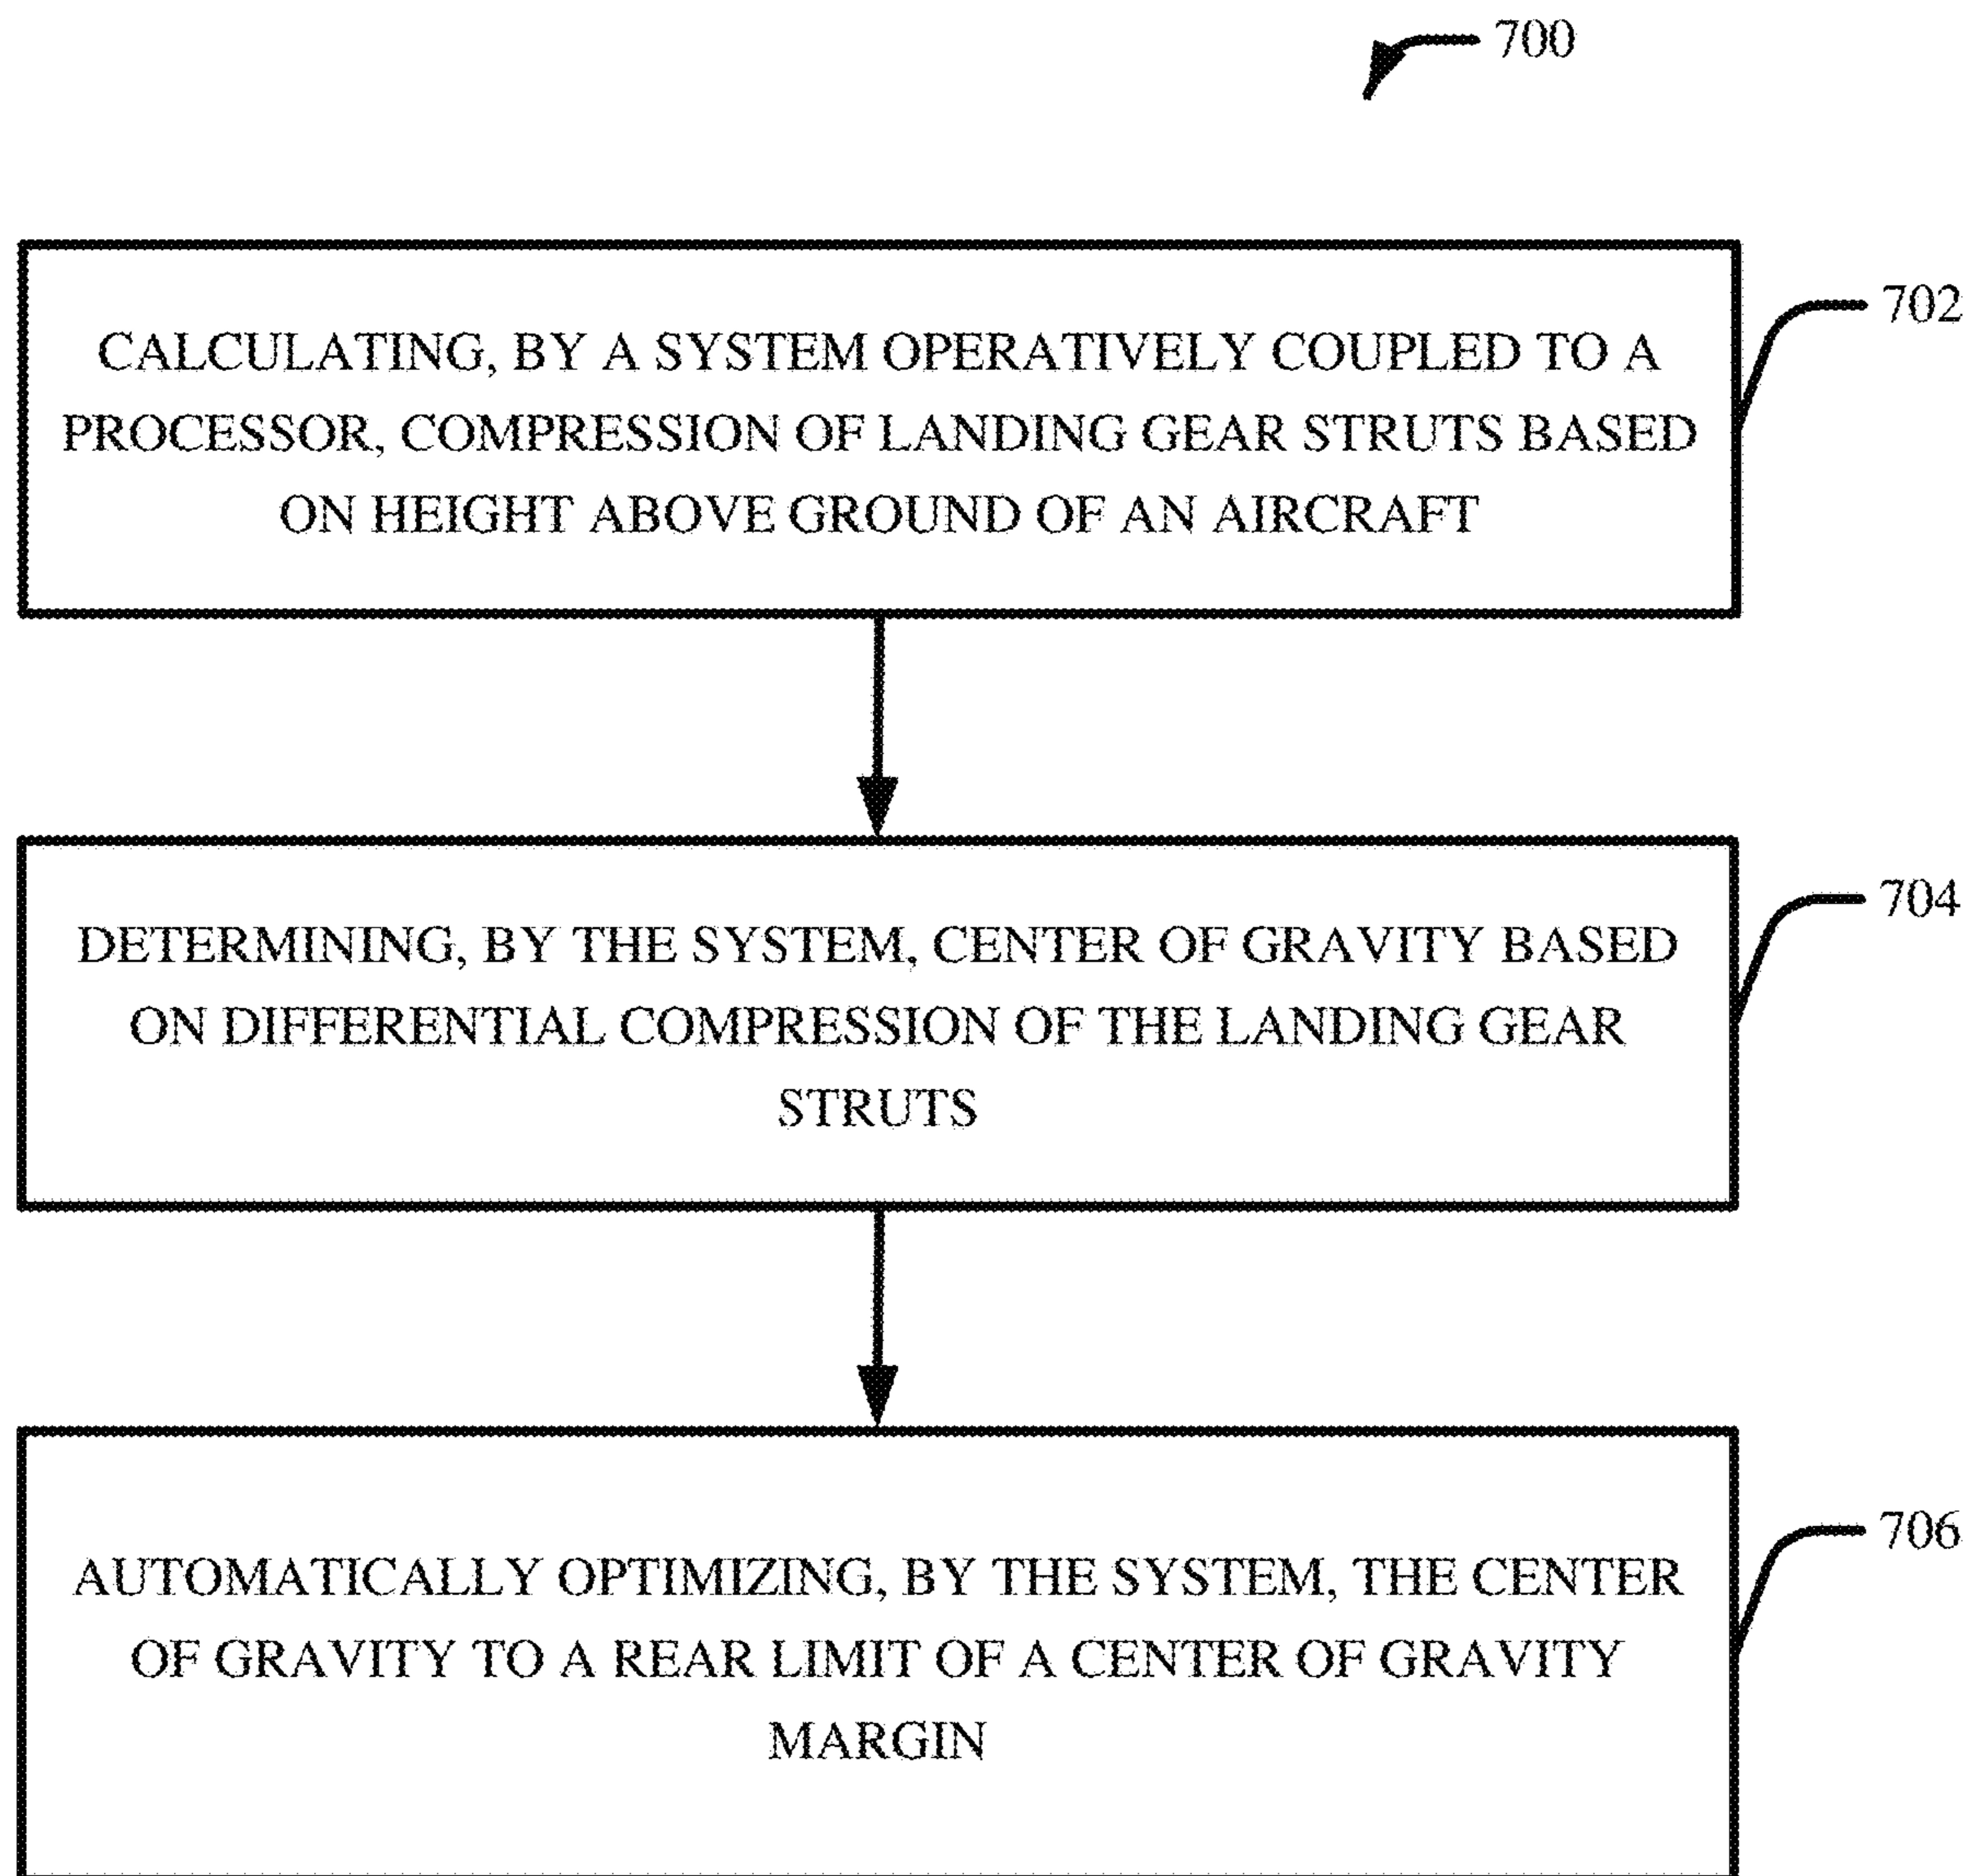 700
CALCULATING, BY A SYSTEM OPERATIVELY COUPLED TO A
PROCESSOR, COMPRESSION OF LANDING GEAR STRUTS BASED
ON HEIGHT ABOVE GROUND OF AN AIRCRAFT
702
DETERMINING, BY THE SYSTEM, CENTER OF GRAVITY BASED
ON DIFFERENTIAL COMPRESSION OF THE LANDING GEAR
STRUTS
704
AUTOMATICALLY OPTIMIZING, BY THE SYSTEM, THE CENTER
OF GRAVITY TO A REAR LIMIT OF A CENTER OF GRAVITY
MARGIN
706